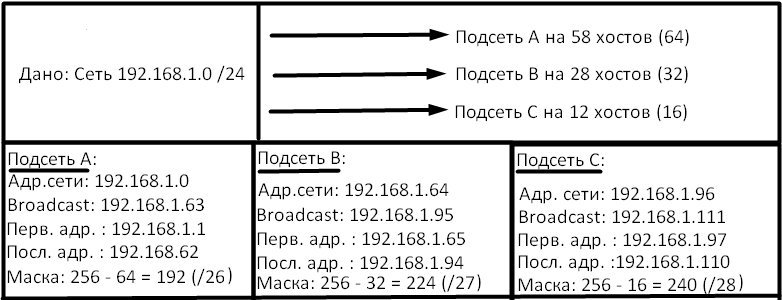 Дано: Сеть 192.168.1.0 /24
Подсеть A на 58 хостов (64)
Подсеть B на 28 хостов (32)
Подсеть C на 12 хостов (16)
Подсеть A:
Адр.сети: 192.168.1.0
Broadcast: 192.168.1.63
Перв. адр. : 192.168.1.1
Посл. адр. : 192.168.62
Маска: 256 - 64 = 192 (/26)
Подсеть B:
Адр.сети: 192.168.1.64
Broadcast: 192.168.1.95
Перв. адр. : 192.168.1.65
Посл. адр. : 192.168.1.94
Маска: 256 - 32 = 224 (/27)
Подсеть C:
Адр. сети: 192.168.1.96
Broadcast: 192.168.1.111
Перв. адр. : 192.168.1.97
Посл. адр. :192.168.1.110
Маска: 256 - 16 = 240 (/28)